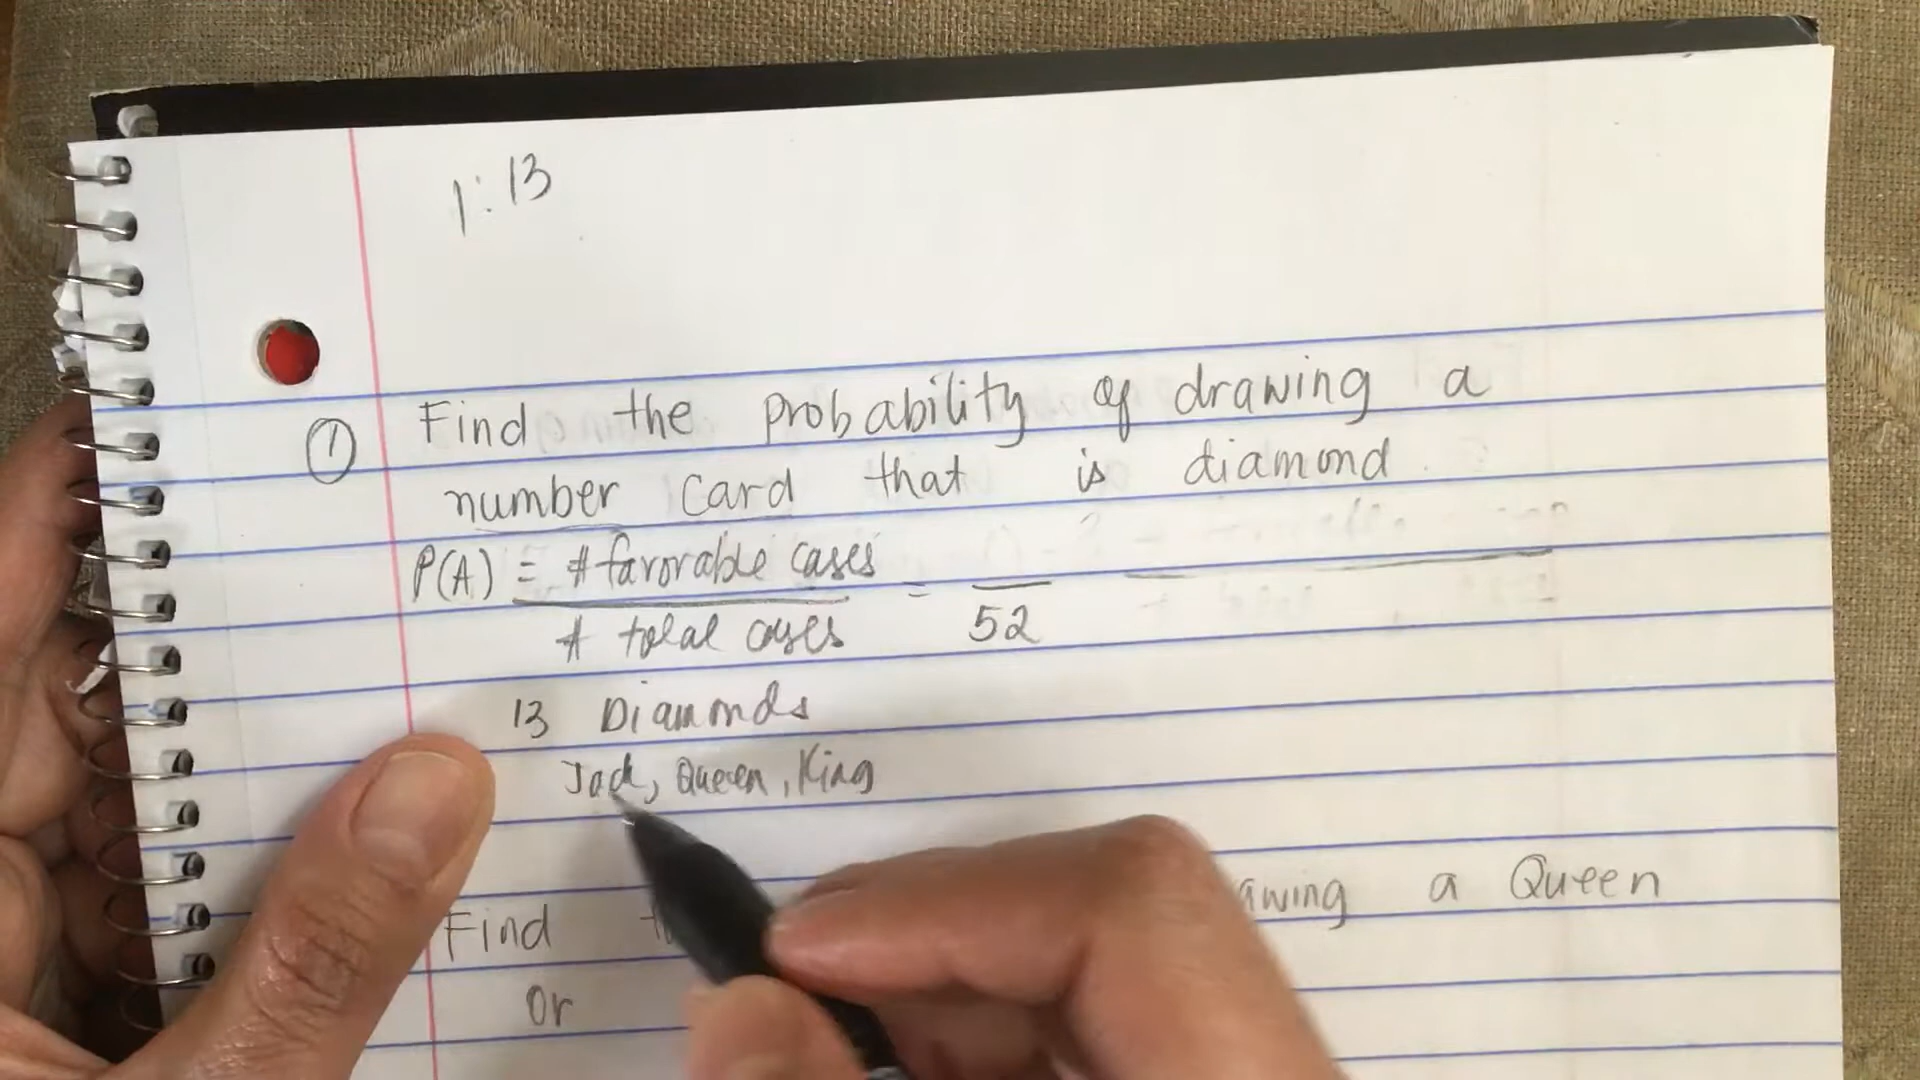 1:13
① Find the probability of drawing a
number card that is diamond.
P(A) = # favorable cases / # total cases = /52
13 Diamonds
Jack, Queen, King
Find awing a Queen
Or